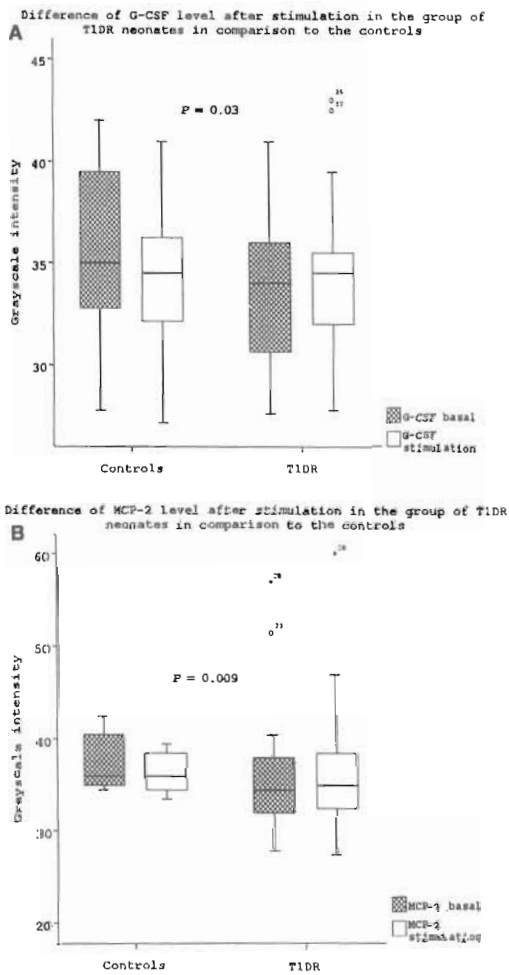 Difference of G-CSF level after stimulation in the group of
T1DR neonates in comparison to the controls
A
45
P = 0.03
40
35
30
Grayscale intensity
G-CSF basal
G-CSF
stimulation
Controls T1DR
Difference of MCP-2 level after stimulation in the group of T1DR
neonates in comparison to the controls
B
60
50
P = 0.009
40
30
20
Grayscale intensity
MCP-2 basal
MCP-2
stimulation
Controls T1DR